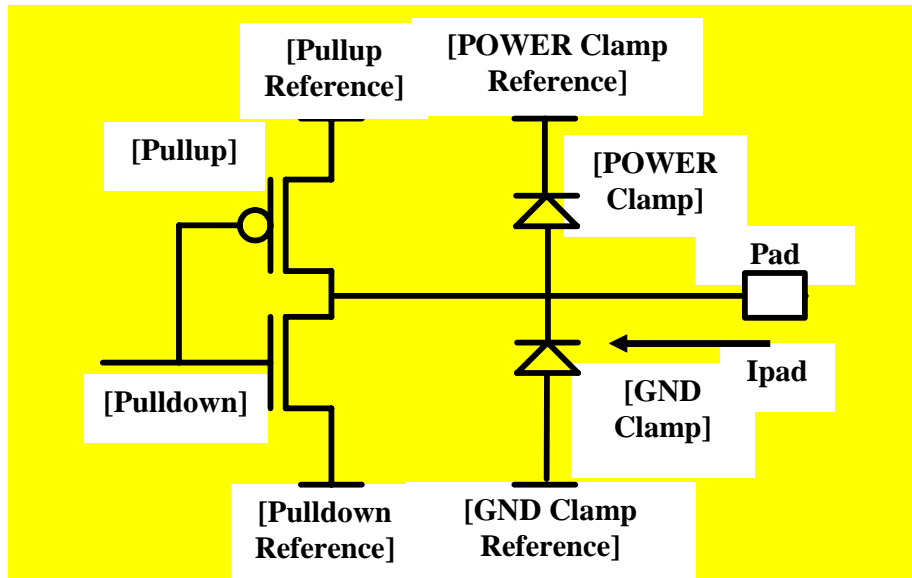 [Pullup
Reference]
[POWER Clamp
Reference]
[Pullup]
[POWER
Clamp]
Pad
Ipad
[Pulldown]
[GND
Clamp]
[Pulldown
Reference]
[GND Clamp
Reference]